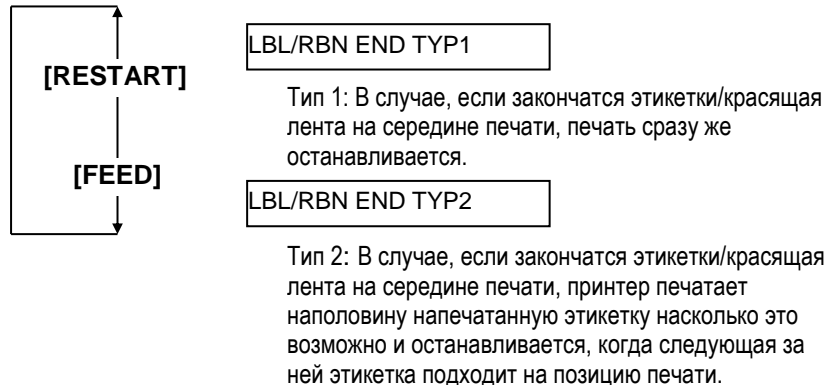 LBL/RBN END TYP1
[RESTART]
Тип 1: В случае, если закончатся этикетки/красящая
лента на середине печати, печать сразу же
останавливается.
[FEED]
LBL/RBN END TYP2
Тип 2: В случае, если закончатся этикетки/красящая
лента на середине печати, принтер печатает
наполовину напечатанную этикетку насколько это
возможно и останавливается, когда следующая за
ней этикетка подходит на позицию печати.